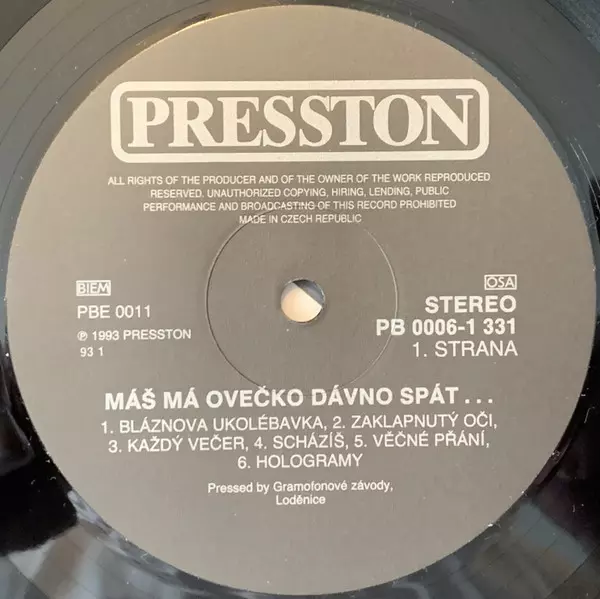 PRESSTON
ALL RIGHTS OF THE PRODUCER AND OF THE OWNER OF THE WORK REPRODUCED
RESERVED. UNAUTHORIZED COPYING, HIRING, LENDING, PUBLIC
PERFORMANCE AND BROADCASTING OF THIS RECORD PROHIBITED
MADE IN CZECH REPUBLIC
BIEM
PBE 0011
℗ 1993 PRESSTON
93 1
OSA
STEREO
PB 0006-1 331
1. STRANA
MÁŠ MÁ OVEČKO DÁVNO SPÁT...
1. BLÁZNOVA UKOLÉBAVKA, 2. ZAKLAPNUTÝ OČI,
3. KAŽDÝ VEČER, 4. SCHÁZÍŠ, 5. VĚČNÉ PŘÁNÍ,
6. HOLOGRAMY
Pressed by Gramofonové závody,
Loděnice